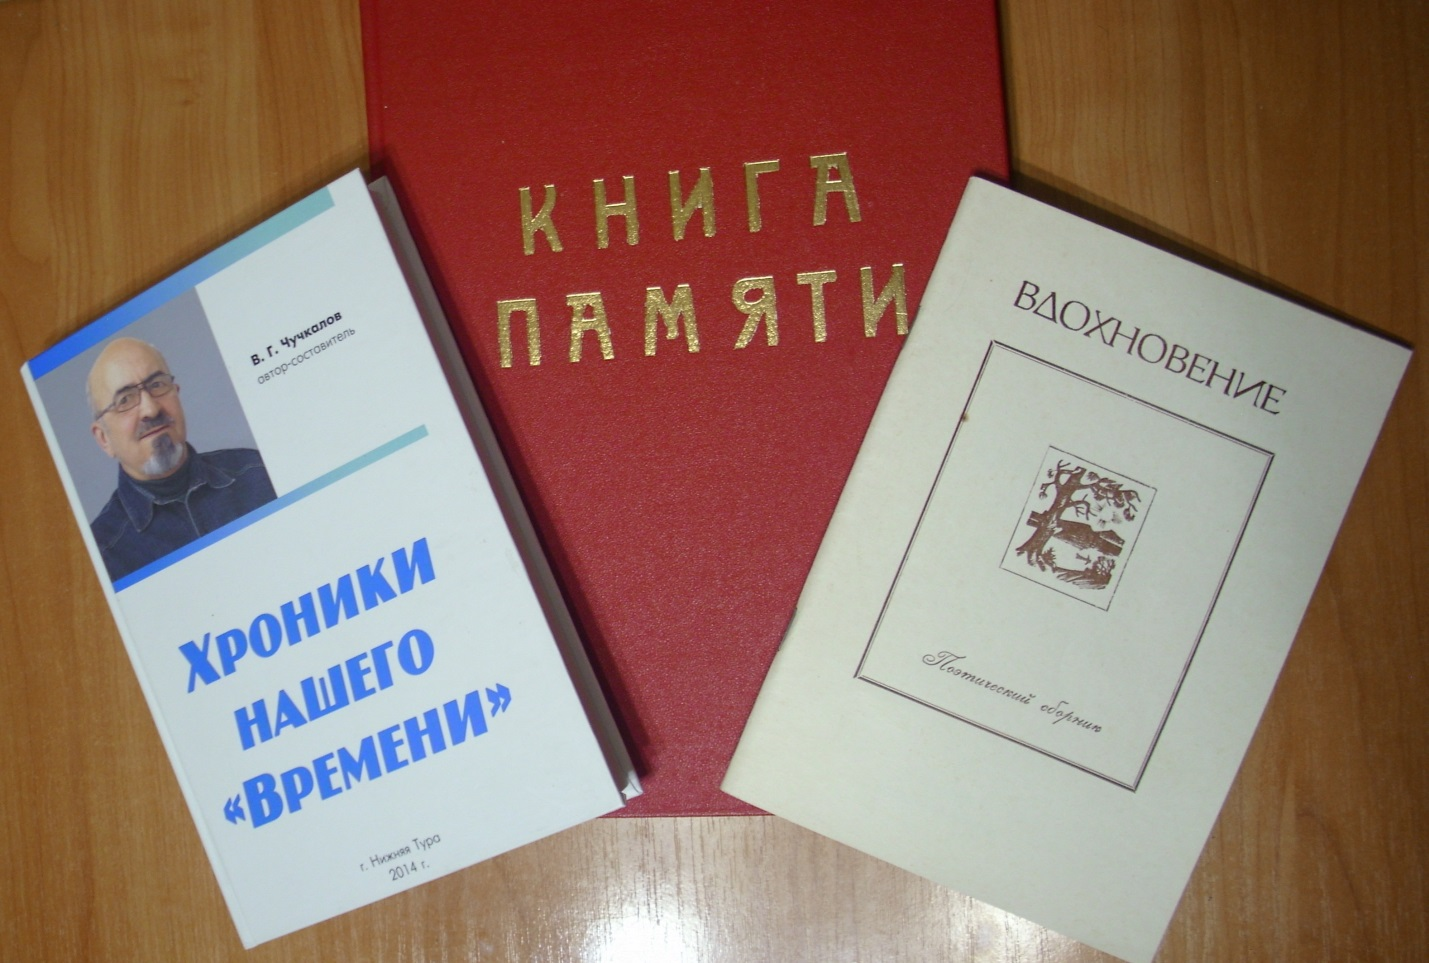 В. Г. Чучкалов
автор-составитель
ХРОНИКИ
НАШЕГО
«ВРЕМЕНИ»
г. Нижняя Тура
2014 г.
КНИГА
ПАМЯТИ
ВДОХНОВЕНИЕ
Поэтический сборник